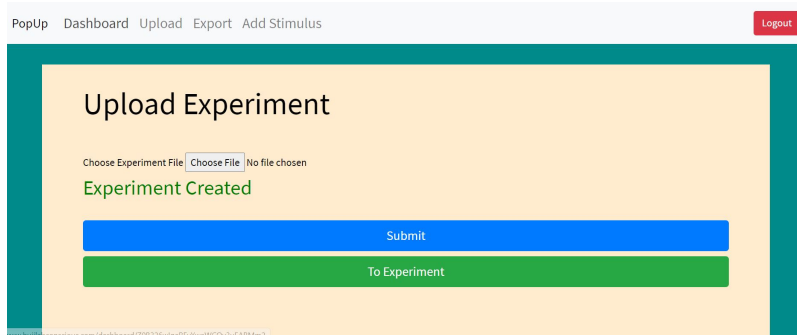 PopUp Dashboard Upload Export Add Stimulus Logout
Upload Experiment
Choose Experiment File Choose File No file chosen
Experiment Created
Submit
To Experiment